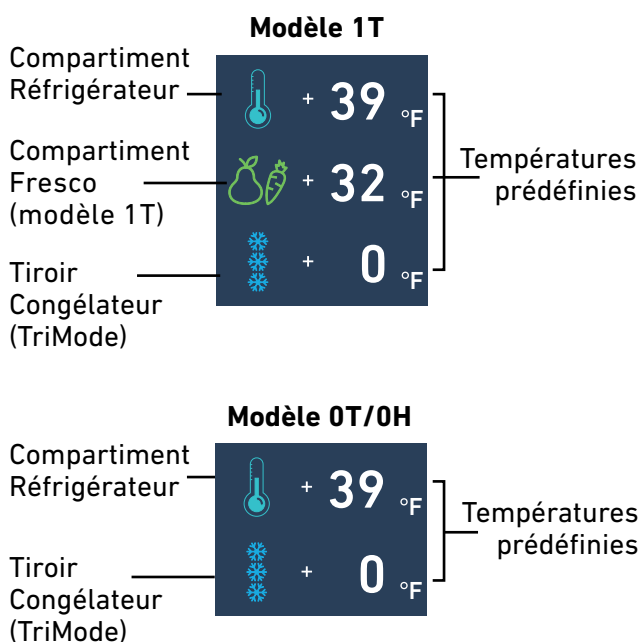 Modèle 1T
Compartiment
Réfrigérateur
+ 39 °F
Compartiment
Fresco
(modèle 1T)
+ 32 °F
Températures
prédéfinies
Tiroir
Congélateur
(TriMode)
+ 0 °F
Modèle 0T/0H
Compartiment
Réfrigérateur
+ 39 °F
Températures
prédéfinies
Tiroir
Congélateur
(TriMode)
+ 0 °F